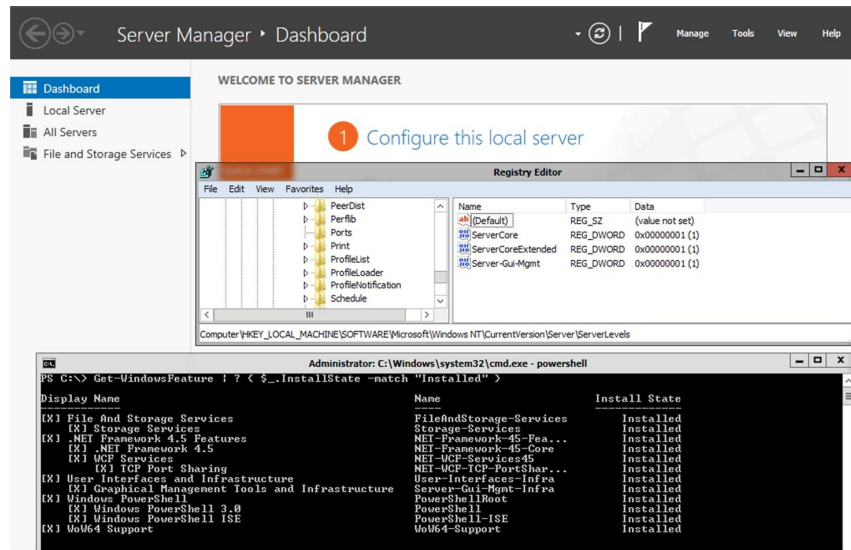 Server Manager • Dashboard
Manage Tools View Help
Dashboard
Local Server
All Servers
File and Storage Services
WELCOME TO SERVER MANAGER
1 Configure this local server
Registry Editor
File Edit View Favorites Help
PeerDist
Perflib
Ports
Print
ProfileList
ProfileLoader
ProfileNotification
Schedule
Name Type Data
(Default) REG_SZ (value not set)
ServerCore REG_DWORD 0x00000001 (1)
ServerCoreExtended REG_DWORD 0x00000001 (1)
Server-Gui-Mgmt REG_DWORD 0x00000001 (1)
Computer\HKEY_LOCAL_MACHINE\SOFTWARE\Microsoft\Windows NT\CurrentVersion\Server\ServerLevels
Administrator: C:\Windows\system32\cmd.exe - powershell
PS C:\> Get-WindowsFeature | ? { $_.InstallState -match "Installed" }
Display Name Name Install State
[X] File And Storage Services FileAndStorage-Services Installed
[X] Storage Services Storage-Services Installed
[X] .NET Framework 4.5 Features NET-Framework-45-Fea... Installed
[X] .NET Framework 4.5 NET-Framework-45-Core Installed
[X] WCF Services NET-WCF-Services45 Installed
[X] TCP Port Sharing NET-WCF-TCP-PortShar... Installed
[X] User Interfaces and Infrastructure User-Interfaces-Infra Installed
[X] Graphical Management Tools and Infrastructure Server-Gui-Mgmt-Infra Installed
[X] Windows PowerShell PowerShellRoot Installed
[X] Windows PowerShell 3.0 PowerShell Installed
[X] Windows PowerShell ISE PowerShell-ISE Installed
[X] WoW64 Support WoW64-Support Installed